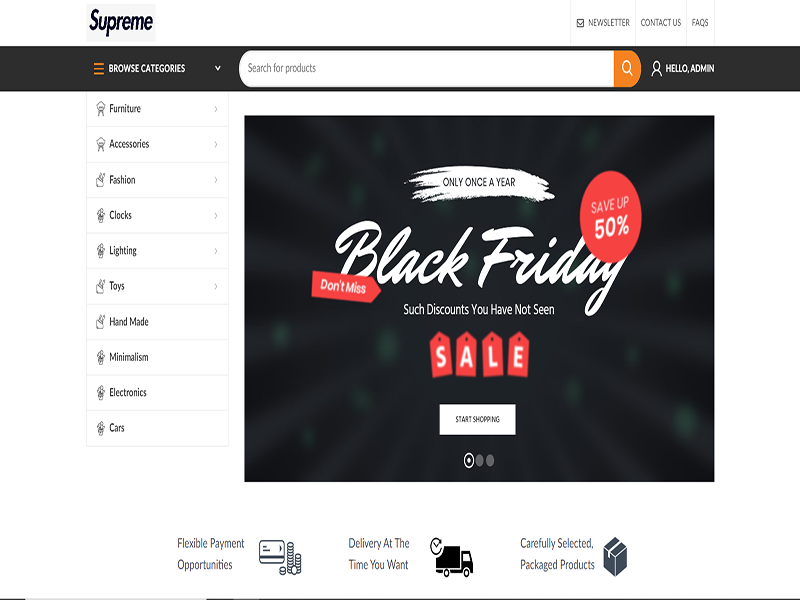 Supreme
NEWSLETTER
CONTACT US
FAQS
BROWSE CATEGORIES
Search for products
HELLO, ADMIN
Furniture
Accessories
Fashion
Clocks
Lighting
Toys
Hand Made
Minimalism
Electronics
Cars
ONLY ONCE A YEAR
SAVE UP
50%
Black Friday
Don't Miss
Such Discounts You Have Not Seen
SALE
START SHOPPING
Flexible Payment
Opportunities
Delivery At The
Time You Want
Carefully Selected,
Packaged Products